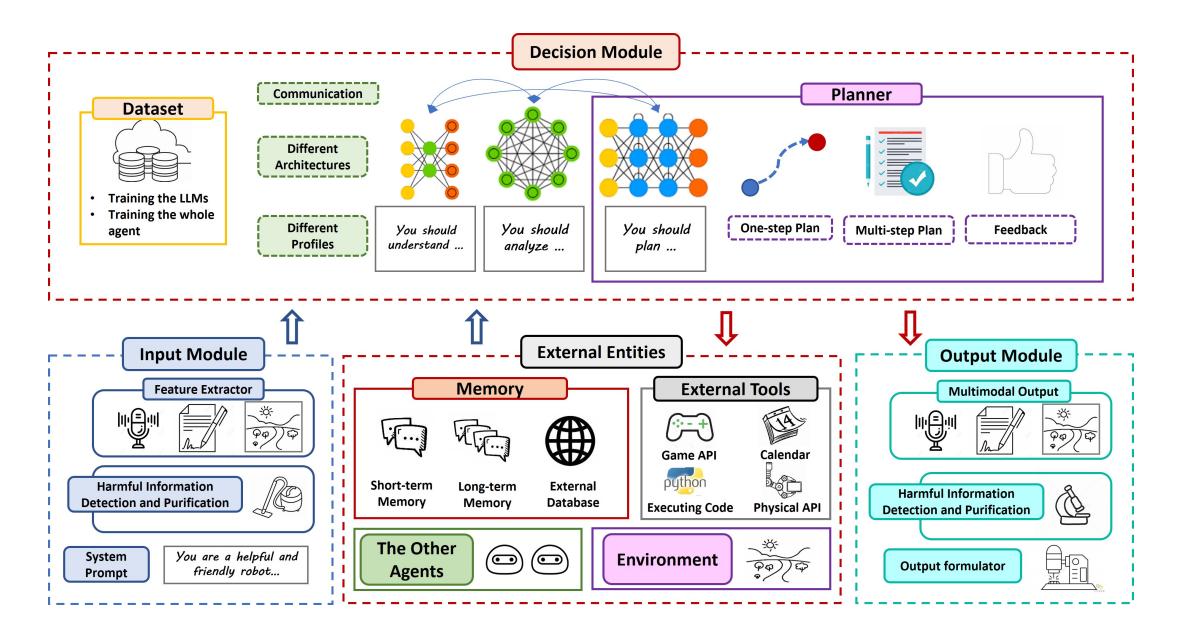 Decision Module
Dataset
• Training the LLMs
• Training the whole
agent
Communication
Different
Architectures
Different
Profiles
You should
understand ...
You should
analyze ...
You should
plan ...
Planner
One-step Plan
Multi-step Plan
Feedback
Input Module
Feature Extractor
Harmful Information
Detection and Purification
System
Prompt
You are a helpful and
friendly robot...
External Entities
Memory
Short-term
Memory
Long-term
Memory
External
Database
External Tools
Game API
14
Calendar
python
Executing Code
Physical API
The Other
Agents
Environment
Output Module
Multimodal Output
Harmful Information
Detection and Purification
Output formulator